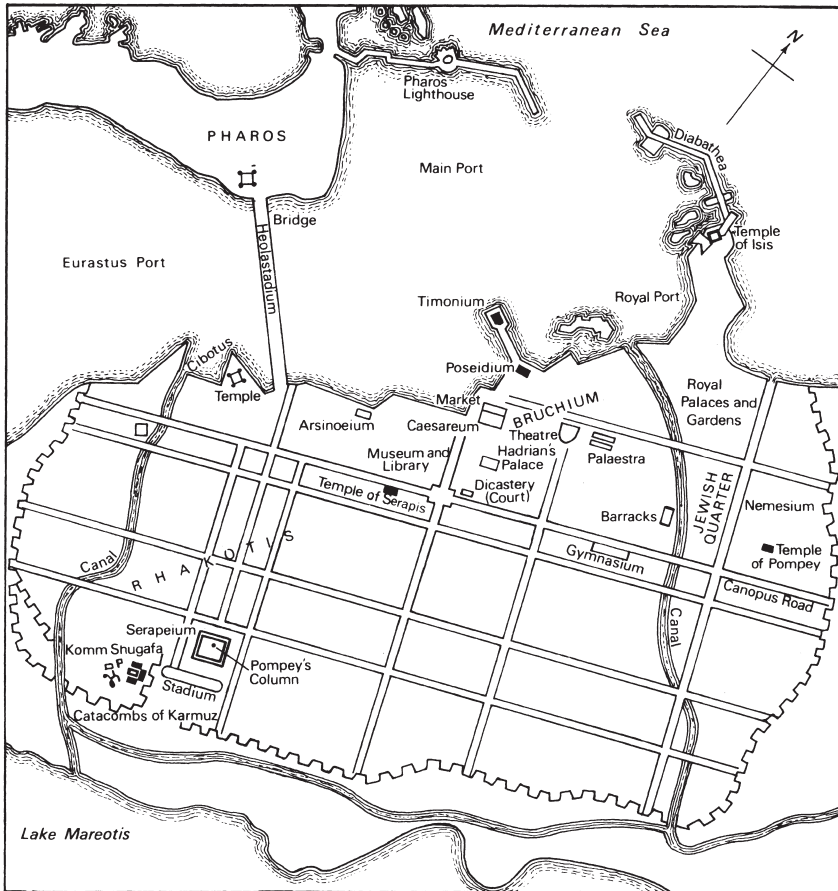 Mediterranean Sea
N
Pharos
Lighthouse
PHAROS
Main Port
Diabathea
Bridge
Heolastadium
Temple
of Isis
Eurastus Port
Timonium
Royal Port
Cibotus
Poseidium
Temple
Market
BRUCHIUM
Royal
Palaces and
Gardens
Arsinoeium
Caesareum
Theatre
Hadrian's
Palace
Palaestra
Museum and
Library
Temple of Serapis
Dicastery
(Court)
JEWISH
QUARTER
Nemesium
Barracks
Gymnasium
Temple
of Pompey
Canal
RHAKOTIS
Canopus Road
Canal
Serapeium
Komm Shugafa
P
Pompey's
Column
Stadium
Catacombs of Karmuz
Lake Mareotis